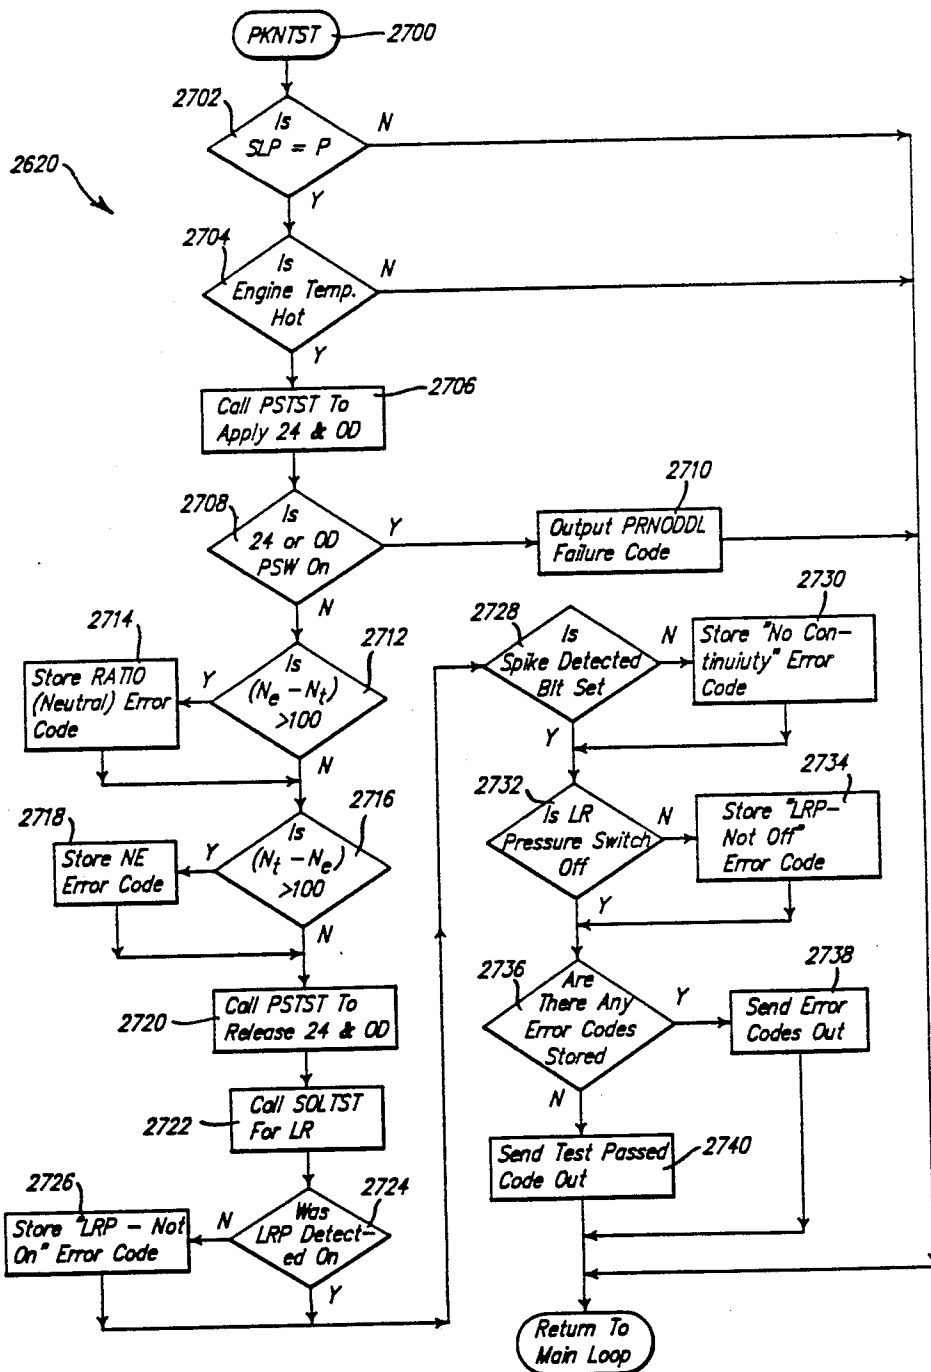 PKNTST
2700
2702
Is
SLP = P
N
Y
2620
2704
Is
Engine Temp.
Hot
N
Y
2706
Call PSTST To
Apply 24 & OD
2708
Is
24 or OD
PSW On
Y
N
2710
Output PRNODDL
Failure Code
2712
Is
(Ne – Nt)
>100
Y
N
2714
Store RATIO
(Neutral) Error
Code
2716
Is
(Nt – Ne)
>100
Y
N
2718
Store NE
Error Code
2720
Call PSTST To
Release 24 & OD
2722
Call SOLTST
For LR
2724
Was
LRP Detect-
ed On
N
Y
2726
Store "LRP – Not
On" Error Code
2728
Is
Spike Detected
Bit Set
N
Y
2730
Store "No Con-
tinuiuty" Error
Code
2732
Is LR
Pressure Switch
Off
N
Y
2734
Store "LRP-
Not Off"
Error Code
2736
Are
There Any
Error Codes
Stored
Y
N
2738
Send Error
Codes Out
2740
Send Test Passed
Code Out
Return To
Main Loop